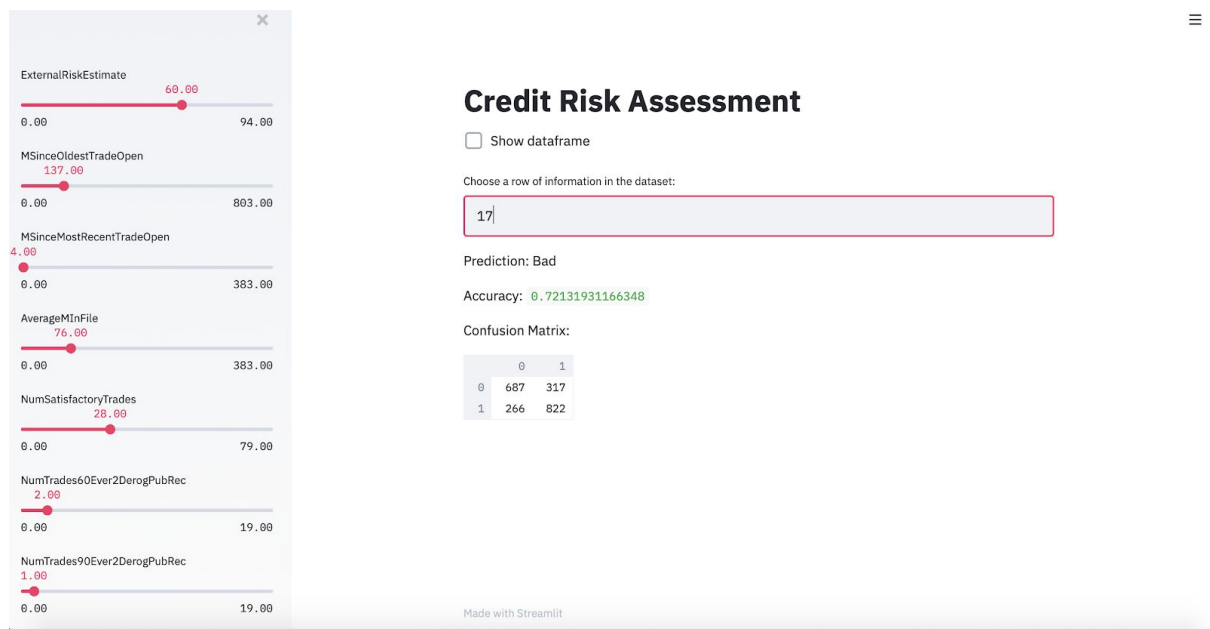 ExternalRiskEstimate
60.00
0.00 94.00
MSinceOldestTradeOpen
137.00
0.00 803.00
MSinceMostRecentTradeOpen
4.00
0.00 383.00
AverageMInFile
76.00
0.00 383.00
NumSatisfactoryTrades
28.00
0.00 79.00
NumTrades60Ever2DerogPubRec
2.00
0.00 19.00
NumTrades90Ever2DerogPubRec
1.00
0.00 19.00
Credit Risk Assessment
Show dataframe
Choose a row of information in the dataset:
17
Prediction: Bad
Accuracy: 0.72131931166348
Confusion Matrix:
0 1
0 687 317
1 266 822
Made with Streamlit